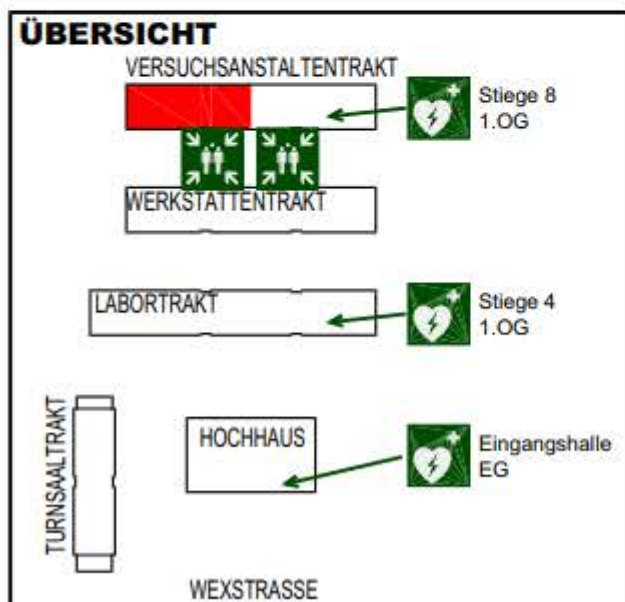 ÜBERSICHT
VERSUCHSANSTALTENTRAKT
Stiege 8
1.OG
WERKSTÄTTENTRAKT
LABORTRAKT
Stiege 4
1.OG
TURNSAALTRAKT
HOCHHAUS
Eingangshalle
EG
WEXSTRASSE